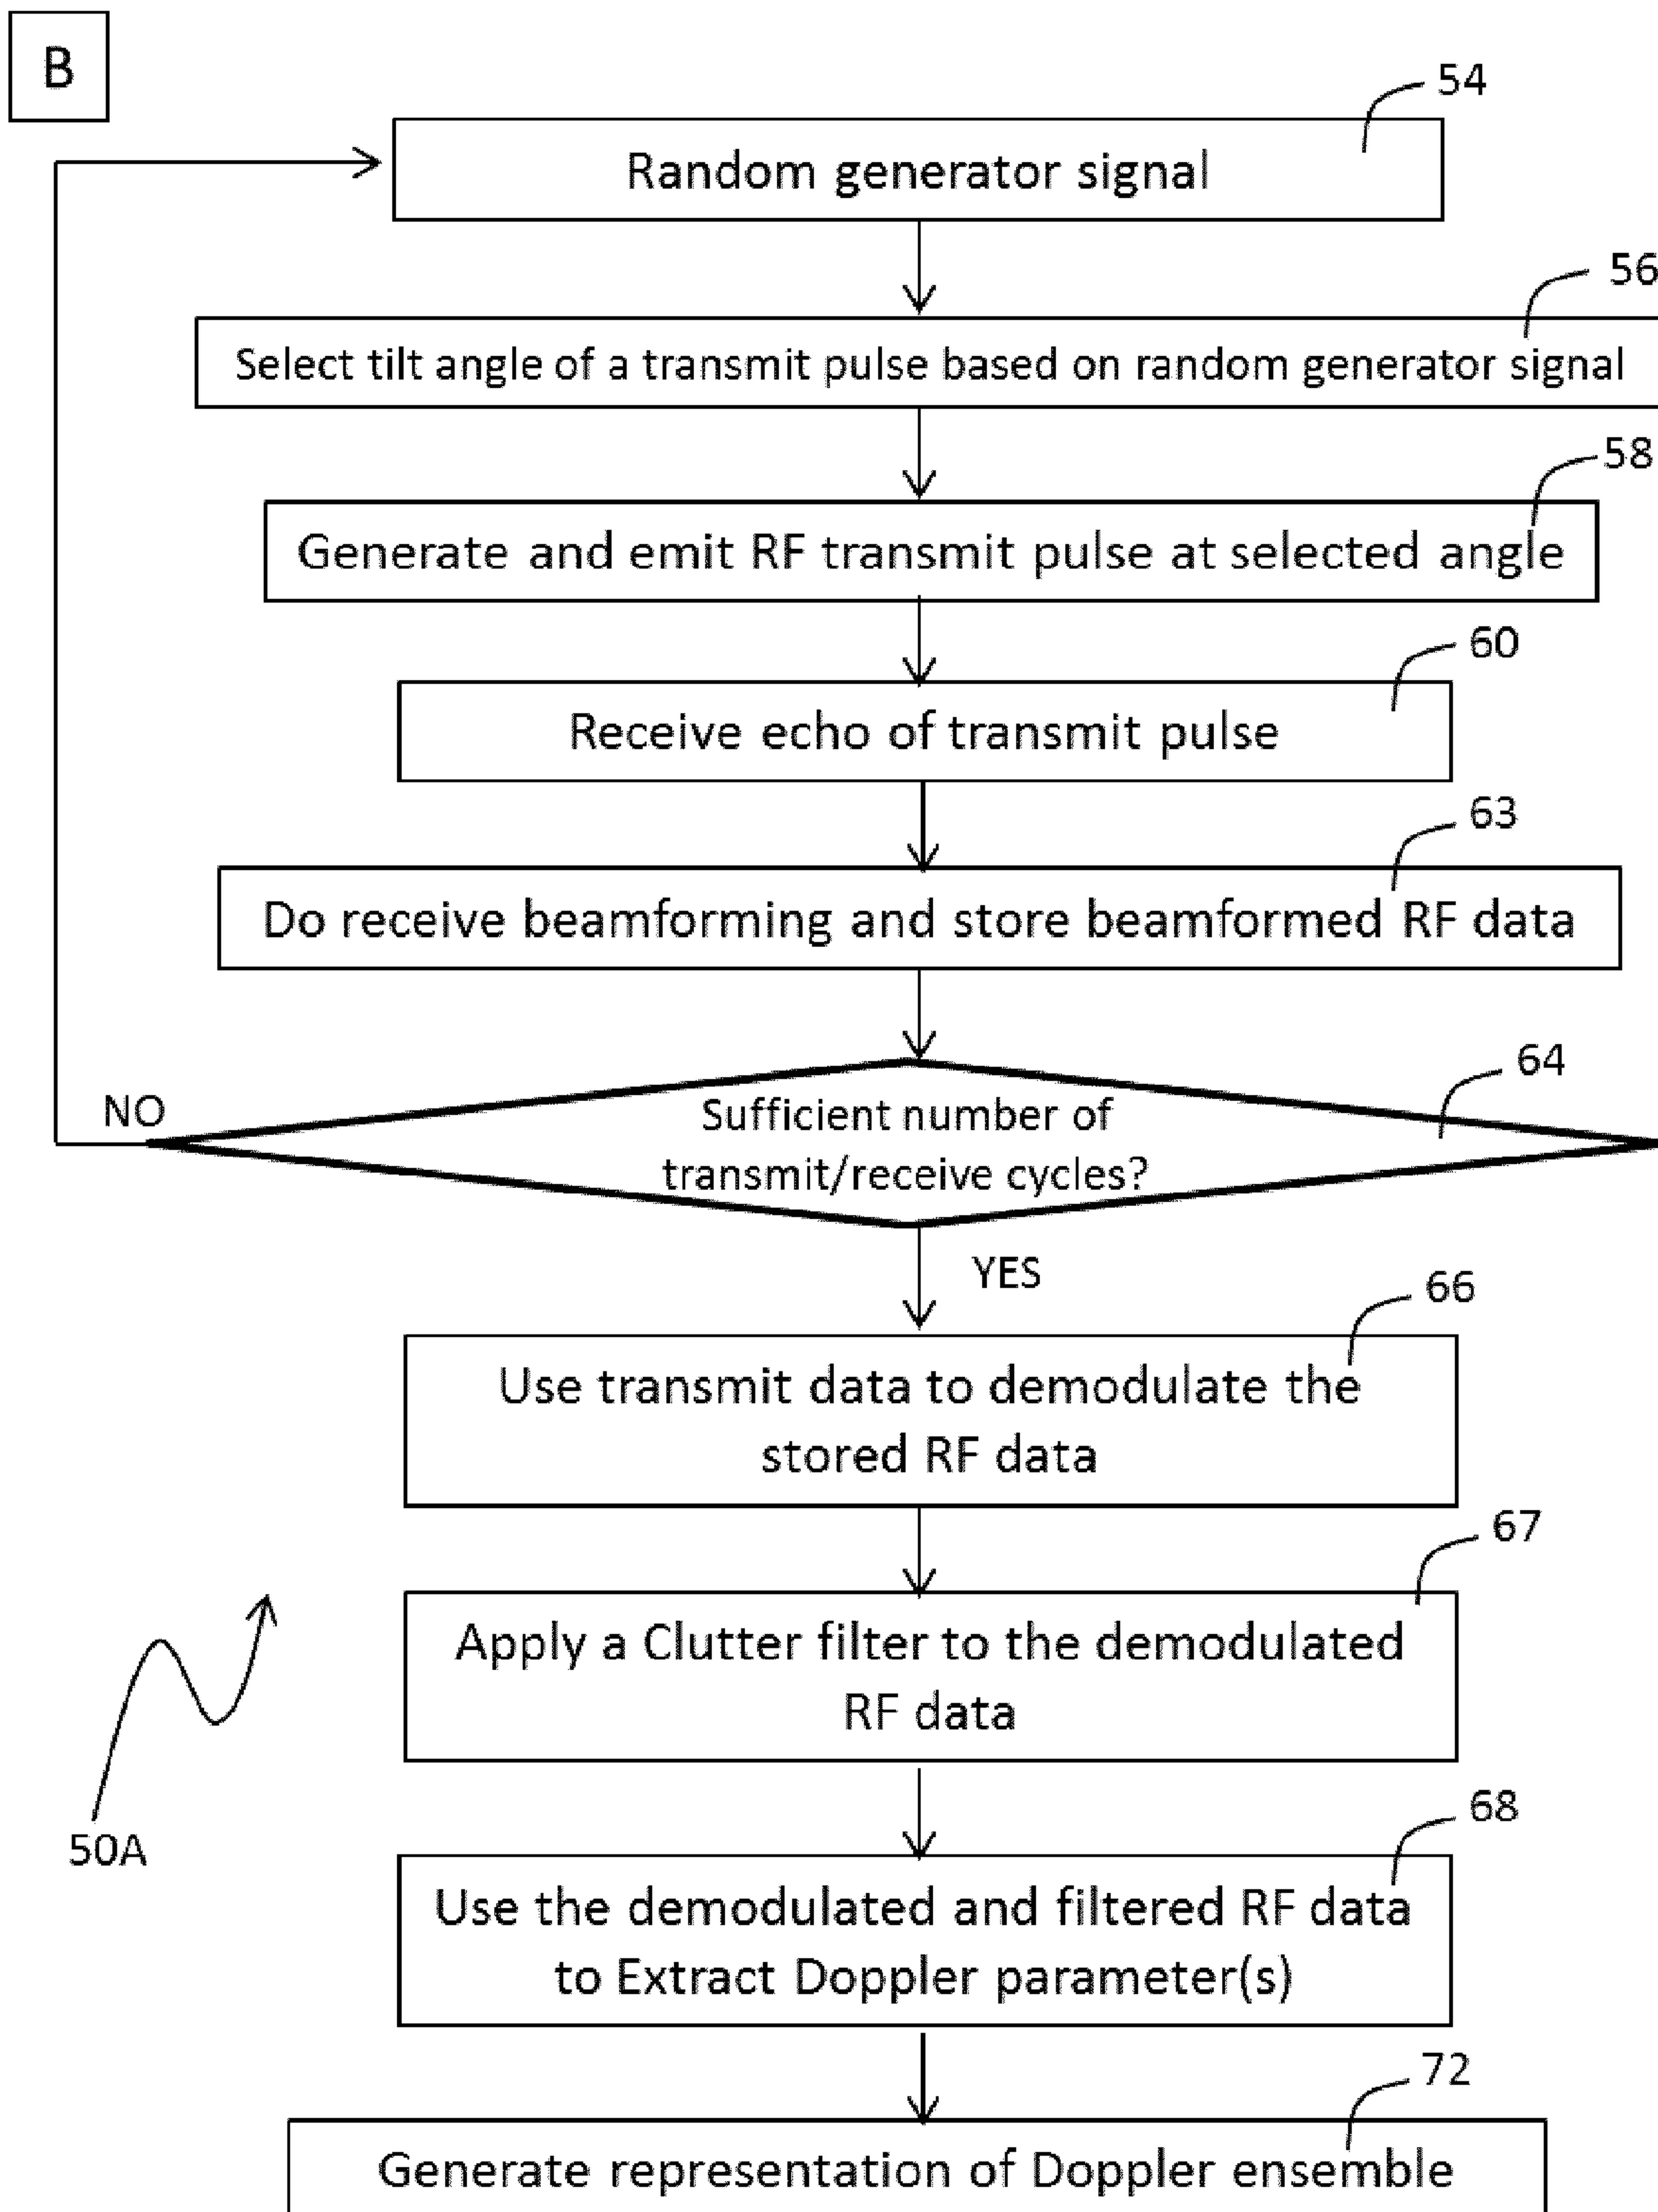 B
54
Random generator signal
56
Select tilt angle of a transmit pulse based on random generator signal
58
Generate and emit RF transmit pulse at selected angle
60
Receive echo of transmit pulse
63
Do receive beamforming and store beamformed RF data
64
NO
Sufficient number of
transmit/receive cycles?
YES
66
Use transmit data to demodulate the
stored RF data
67
Apply a Clutter filter to the demodulated
RF data
50A
68
Use the demodulated and filtered RF data
to Extract Doppler parameter(s)
72
Generate representation of Doppler ensemble